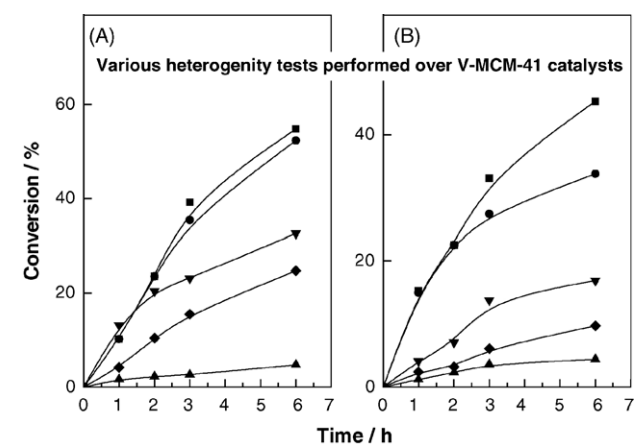 (A)
(B)
Various heterogenity tests performed over V-MCM-41 catalysts
Conversion / %
60
40
20
0
0 1 2 3 4 5 6 7
40
20
0
0 1 2 3 4 5 6 7
Time / h